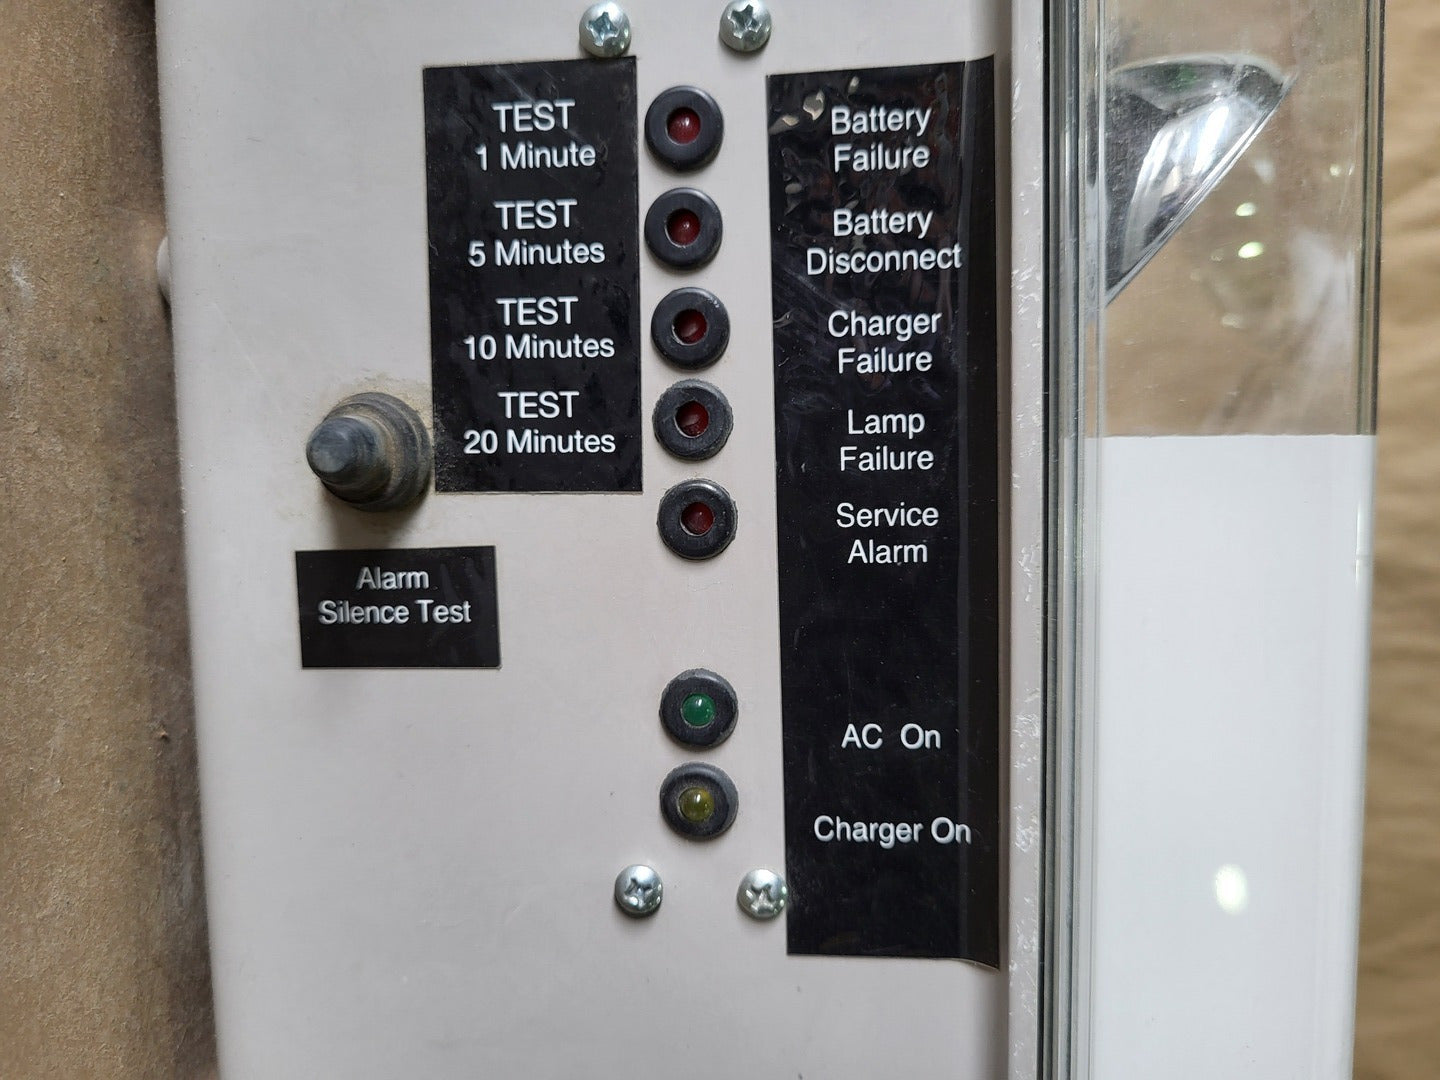 TEST
1 Minute
TEST
5 Minutes
TEST
10 Minutes
TEST
20 Minutes
Alarm
Silence Test
Battery
Failure
Battery
Disconnect
Charger
Failure
Lamp
Failure
Service
Alarm
AC On
Charger On